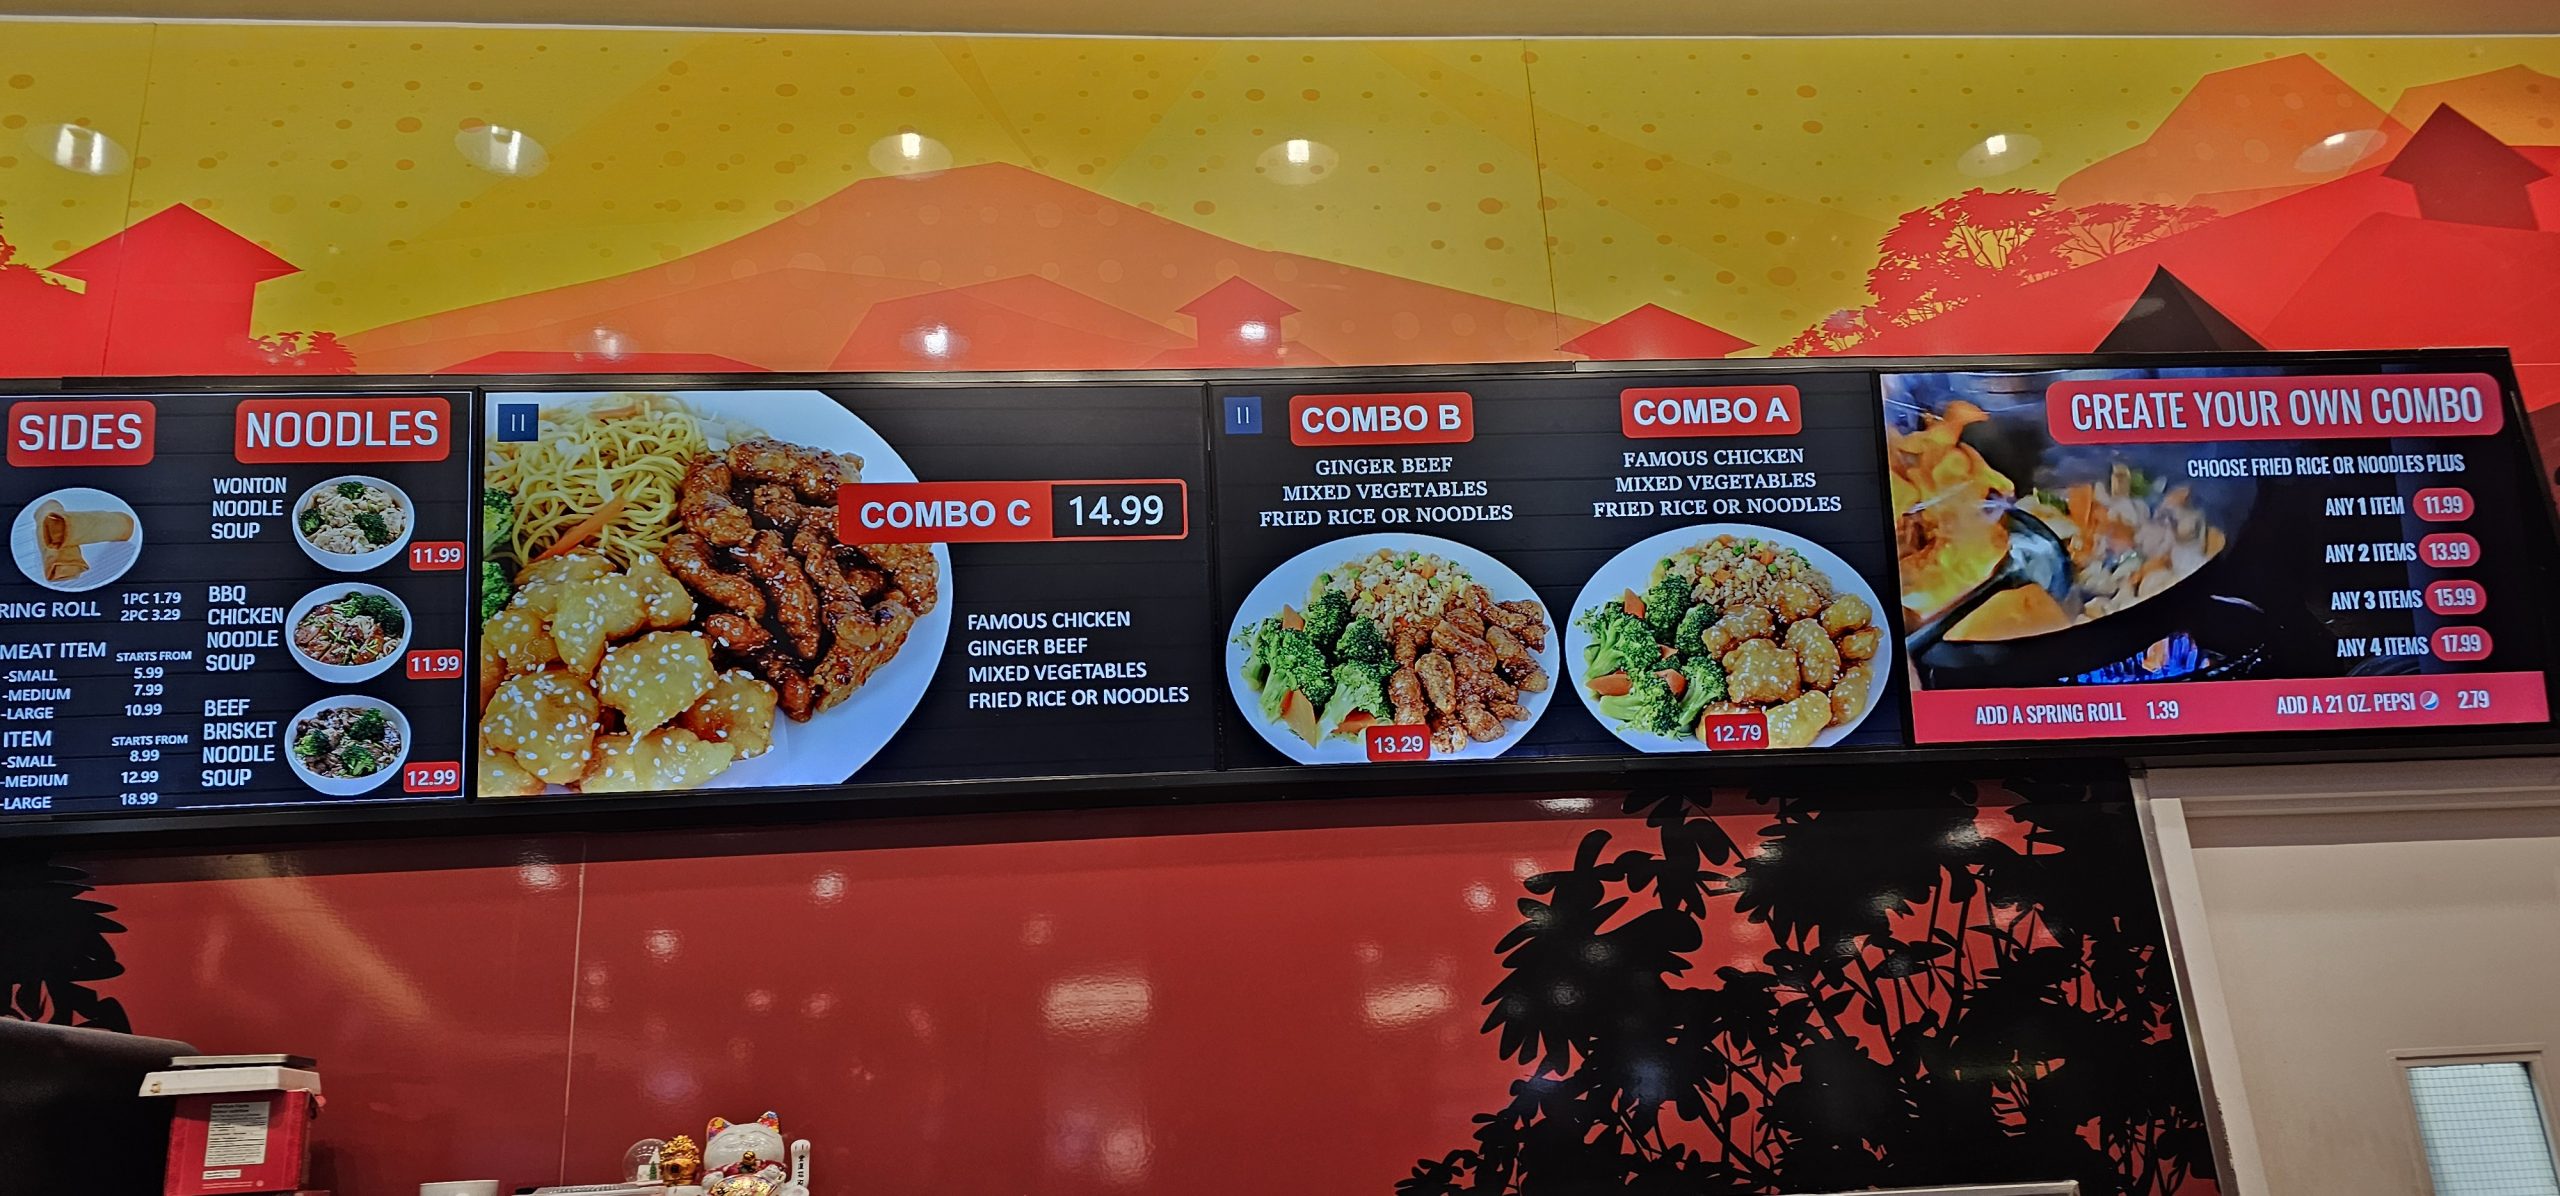 SIDES
RING ROLL
1PC 1.79
2PC 3.29
MEAT ITEM STARTS FROM
-SMALL 5.99
-MEDIUM 7.99
-LARGE 10.99
ITEM STARTS FROM
-SMALL 8.99
-MEDIUM 12.99
-LARGE 18.99
NOODLES
WONTON
NOODLE
SOUP
11.99
BBQ
CHICKEN
NOODLE
SOUP
11.99
BEEF
BRISKET
NOODLE
SOUP
12.99
COMBO C 14.99
FAMOUS CHICKEN
GINGER BEEF
MIXED VEGETABLES
FRIED RICE OR NOODLES
COMBO B
GINGER BEEF
MIXED VEGETABLES
FRIED RICE OR NOODLES
13.29
COMBO A
FAMOUS CHICKEN
MIXED VEGETABLES
FRIED RICE OR NOODLES
12.79
CREATE YOUR OWN COMBO
CHOOSE FRIED RICE OR NOODLES PLUS
ANY 1 ITEM 11.99
ANY 2 ITEMS 13.99
ANY 3 ITEMS 15.99
ANY 4 ITEMS 17.99
ADD A SPRING ROLL 1.39
ADD A 21 OZ. PEPSI 2.79